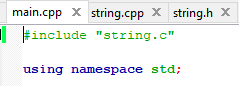 main.cpp string.cpp string.h
#include "string.c"
using namespace std;